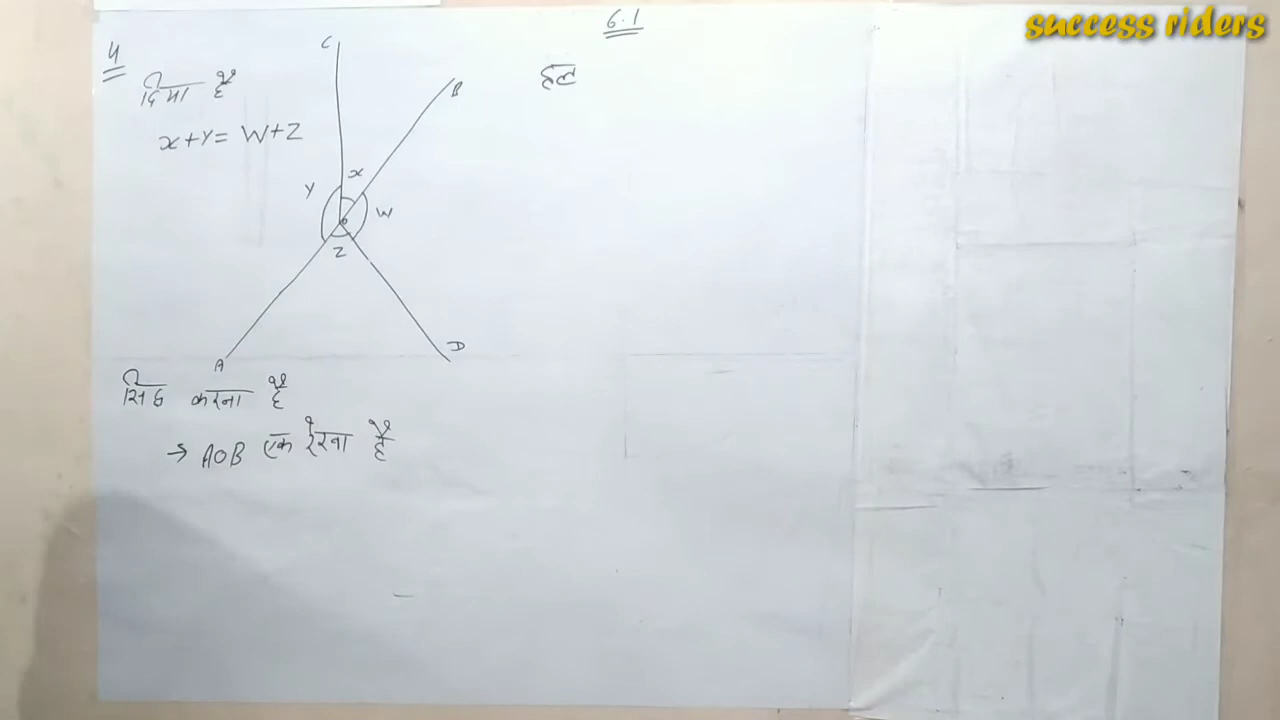 6.1
success riders
4
दिया है
x+y= W+Z
C
B
हल
x
Y
W
Z
A
D
सिद्ध करना है
→ AOB एक रेखा है